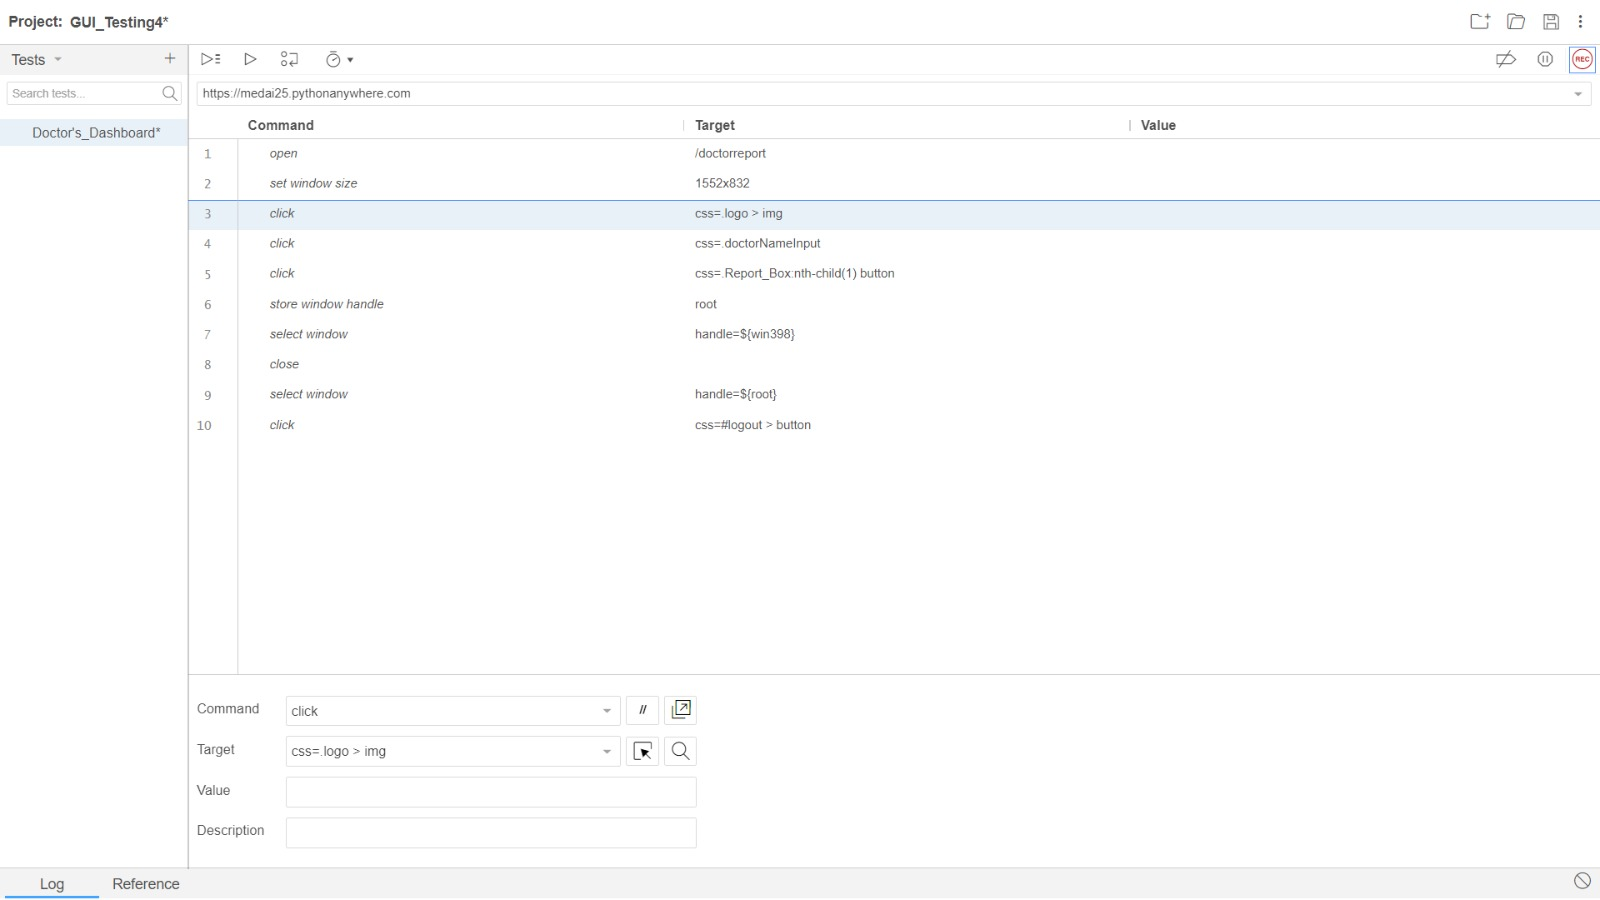 Project: GUI_Testing4*
Tests
Search tests...
https://medai25.pythonanywhere.com
REC
Doctor's_Dashboard*
Command Target Value
1 open /doctorreport
2 set window size 1552x832
3 click css=.logo > img
4 click css=.doctorNameInput
5 click css=.Report_Box:nth-child(1) button
6 store window handle root
7 select window handle=${win398}
8 close
9 select window handle=${root}
10 click css=#logout > button
Command click //
Target css=.logo > img
Value
Description
Log Reference